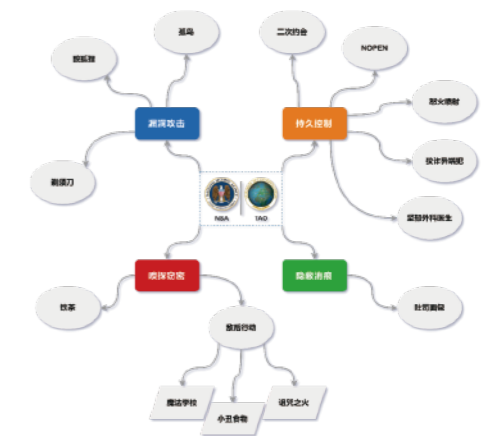 孤岛
二次约会
NOPEN
酸狐狸
怒火喷射
漏洞攻击
持久控制
狡诈异端犯
剃须刀
坚忍外科医生
NSA
TAO
嗅探窃密
隐蔽消痕
饮茶
吐司面包
敌后行动
魔法学校
小丑食物
诅咒之火